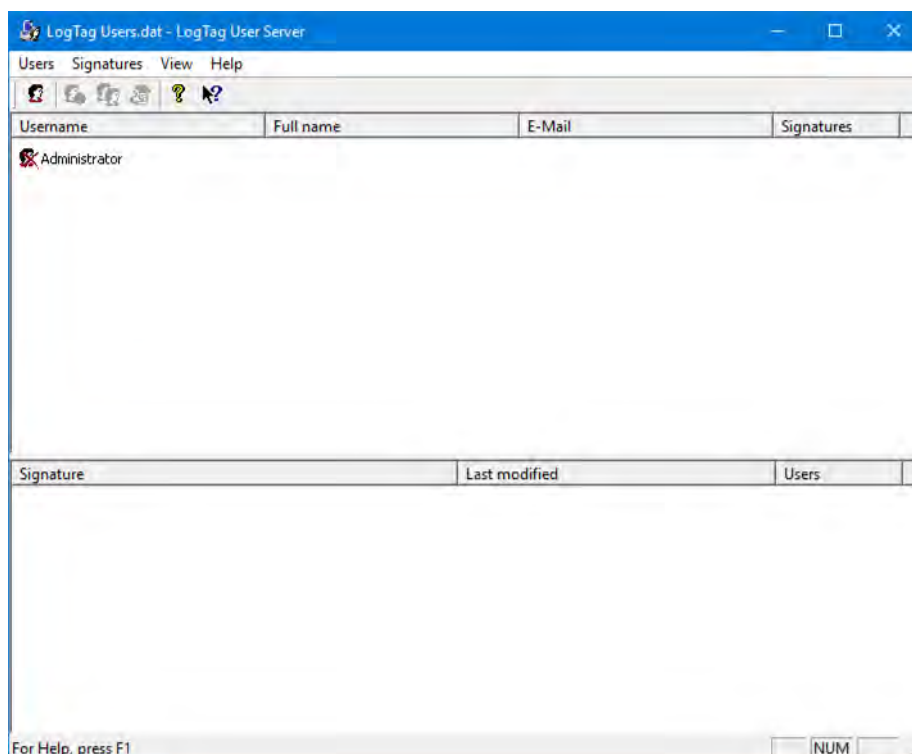 LogTag Users.dat - LogTag User Server
Users Signatures View Help
Username Full name E-Mail Signatures
Administrator
Signature Last modified Users
For Help, press F1 NUM